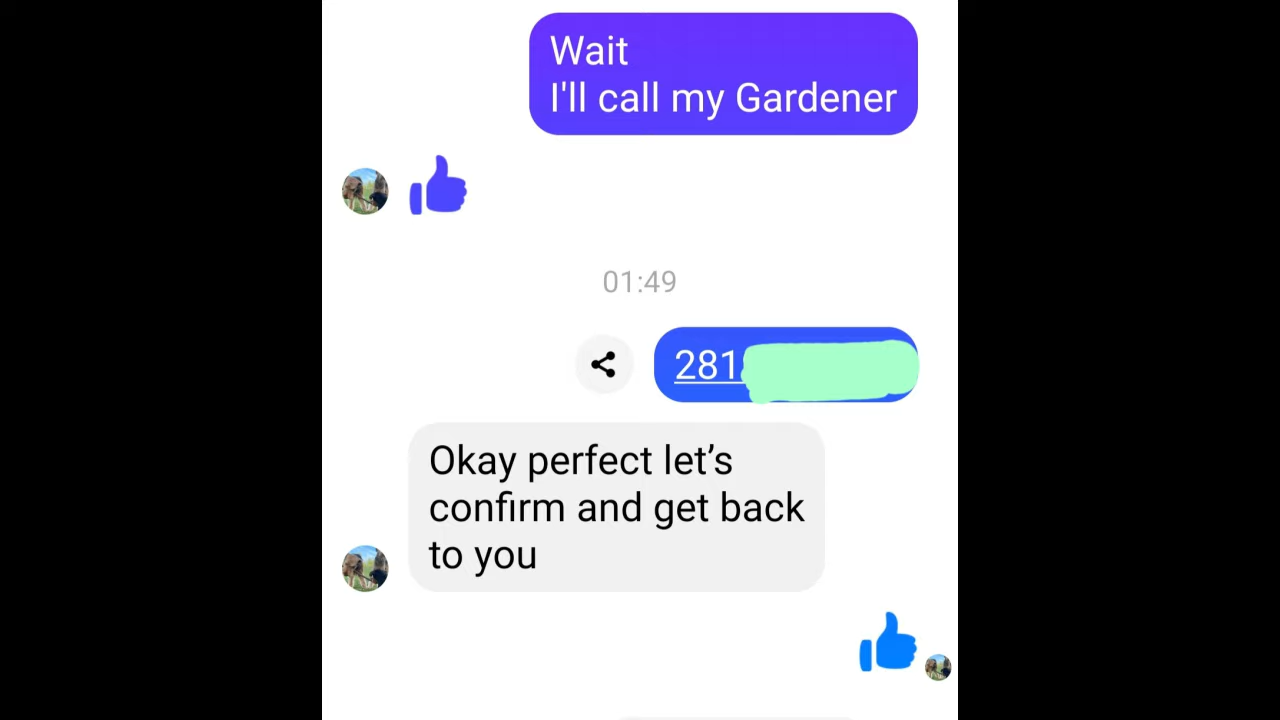 Wait
I'll call my Gardener
01:49
281
Okay perfect let’s
confirm and get back
to you